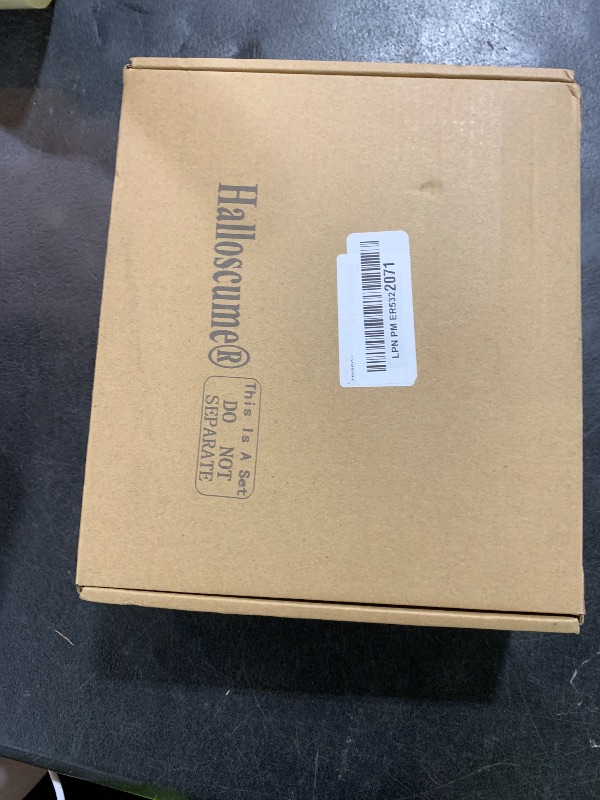 Halloscume®
This Is A Set
DO NOT
SEPARATE
LPN PM ER5322071